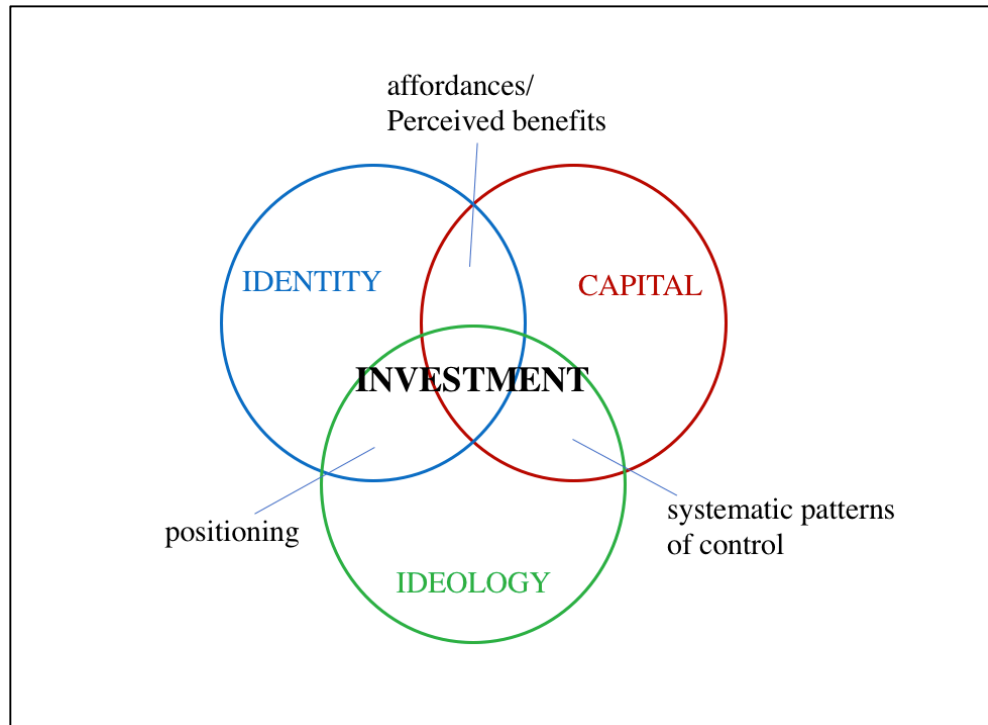 affordances/
Perceived benefits
IDENTITY
CAPITAL
INVESTMENT
positioning
systematic patterns
of control
IDEOLOGY